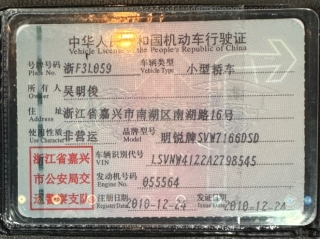 中华人民共和国机动车行驶证
Vehicle License of the People's Republic of China
号牌号码 浙F3L059 车辆类型 小型轿车
Plate No. Vehicle Type
所有人 吴明俊
Owner
住址 浙江省嘉兴市南湖区南湖路16号
Address
使用性质 非营运 品牌型号 明锐牌SVW7166DSD
Use Character Model
浙江省嘉兴 车辆识别代号 LSVNW4122A2798545
市公安局交 VIN
通警察支队 发动机号码 055564
Engine No.
注册日期 2010-12-24 发证日期 2010-12-24
Register Date Issue Date